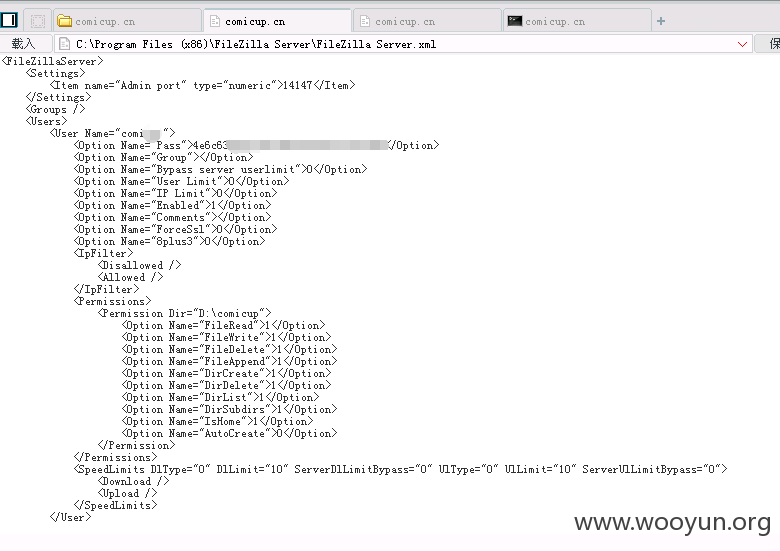 comicup.cn comicup.cn comicup.cn comicup.cn +
载入 C:\Program Files (x86)\FileZilla Server\FileZilla Server.xml 保
<FileZillaServer>
<Settings>
<Item name="Admin port" type="numeric">14147</Item>
</Settings>
<Groups />
<Users>
<User Name="comi ">
<Option Name="Pass">4e6c63 </Option>
<Option Name="Group"></Option>
<Option Name="Bypass server userlimit">0</Option>
<Option Name="User Limit">0</Option>
<Option Name="IP Limit">0</Option>
<Option Name="Enabled">1</Option>
<Option Name="Comments"></Option>
<Option Name="ForceSsl">0</Option>
<Option Name="8plus3">0</Option>
<IpFilter>
<Disallowed />
<Allowed />
</IpFilter>
<Permissions>
<Permission Dir="D:\comicup">
<Option Name="FileRead">1</Option>
<Option Name="FileWrite">1</Option>
<Option Name="FileDelete">1</Option>
<Option Name="FileAppend">1</Option>
<Option Name="DirCreate">1</Option>
<Option Name="DirDelete">1</Option>
<Option Name="DirList">1</Option>
<Option Name="DirSubdirs">1</Option>
<Option Name="IsHome">1</Option>
<Option Name="AutoCreate">0</Option>
</Permission>
</Permissions>
<SpeedLimits DlType="0" DlLimit="10" ServerDlLimitBypass="0" UlType="0" UlLimit="10" ServerUlLimitBypass="0">
<Download />
<Upload />
</SpeedLimits>
</User>
www.wooyun.org